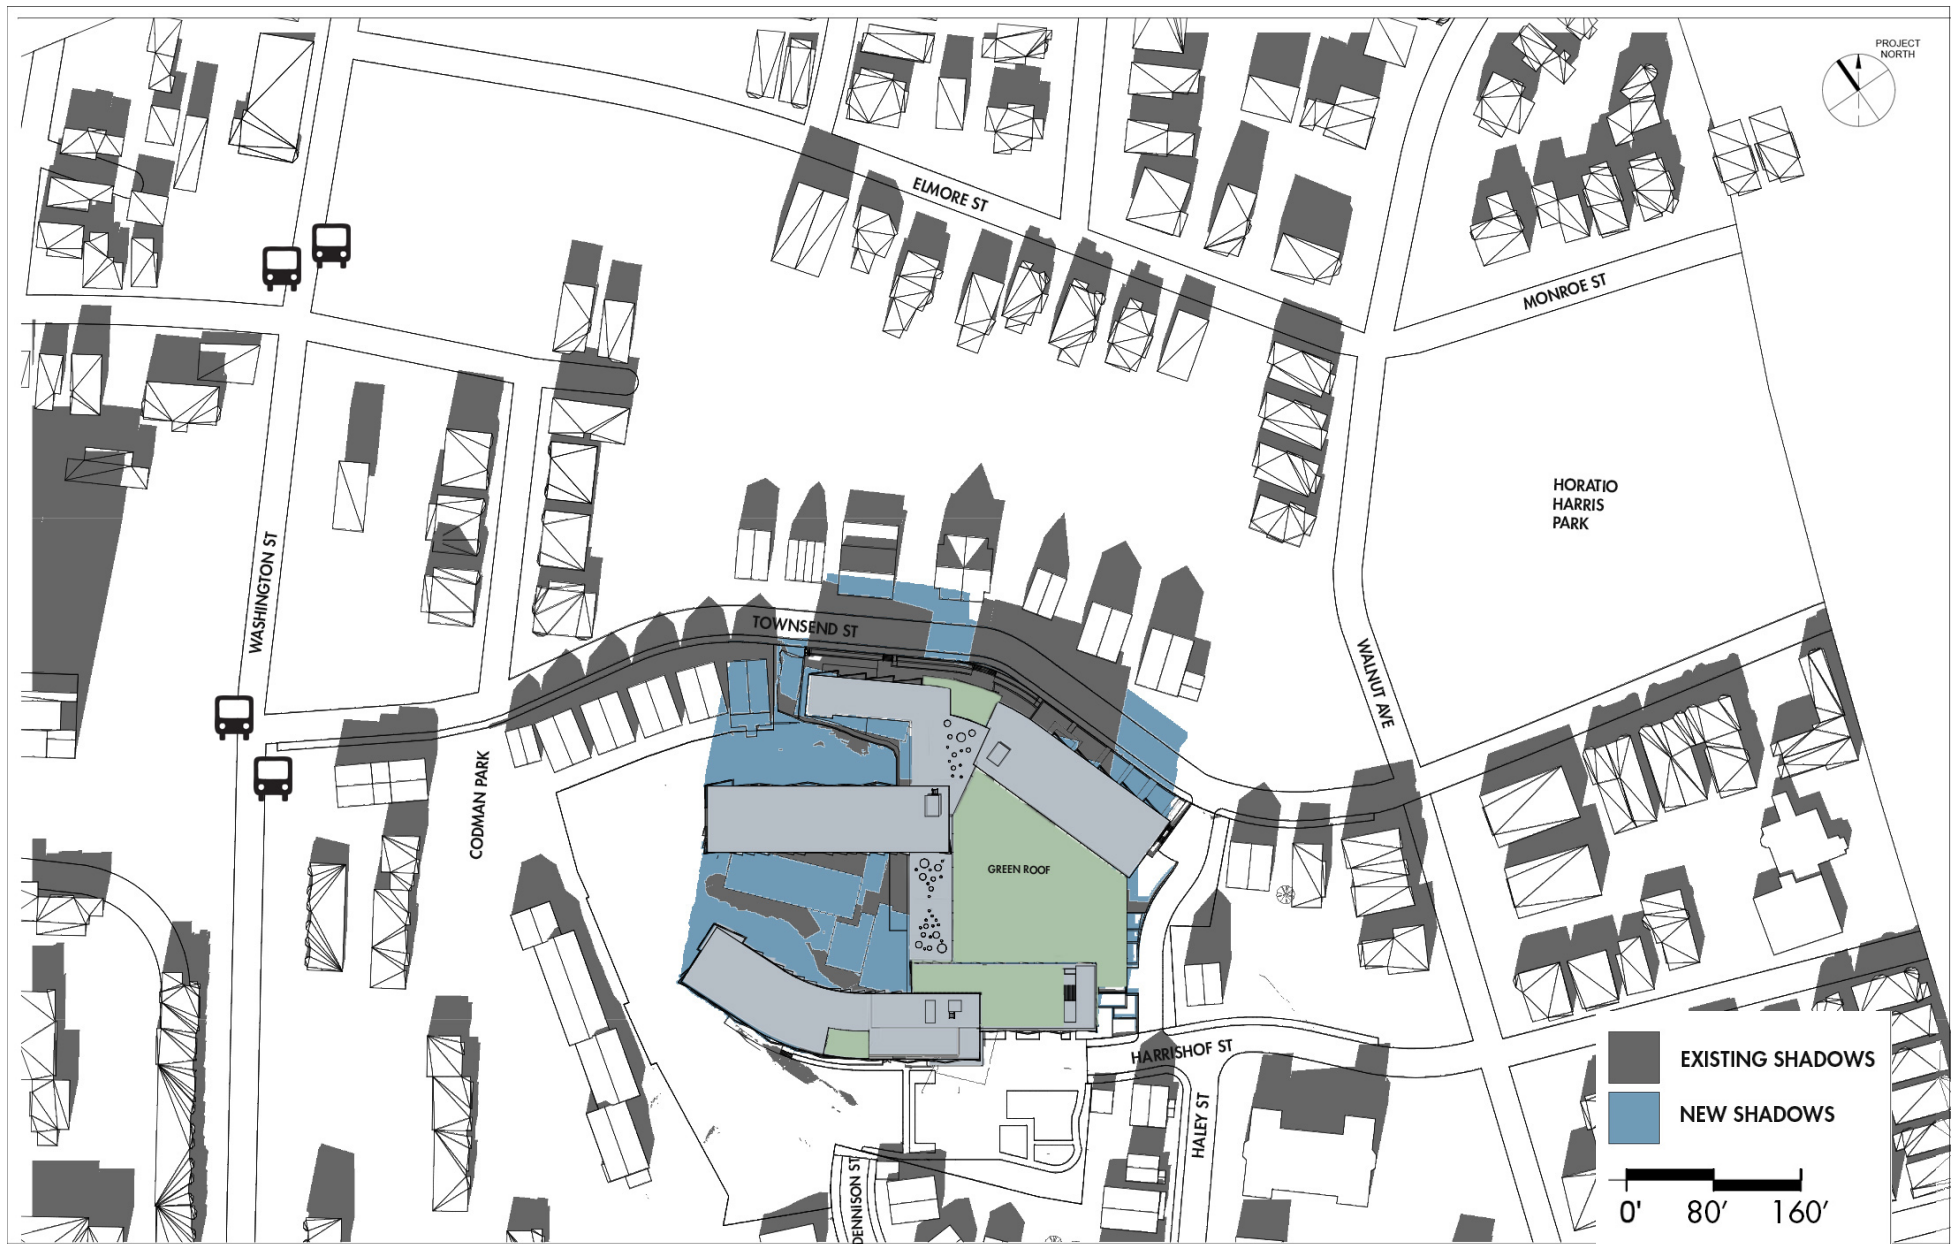 PROJECT
NORTH
ELMORE ST
MONROE ST
HORATIO
HARRIS
PARK
WASHINGTON ST
TOWNSEND ST
WALNUT AVE
CODMAN PARK
GREEN ROOF
HARRISHOF ST
HALEY ST
DENNISON ST
EXISTING SHADOWS
NEW SHADOWS
0' 80' 160'